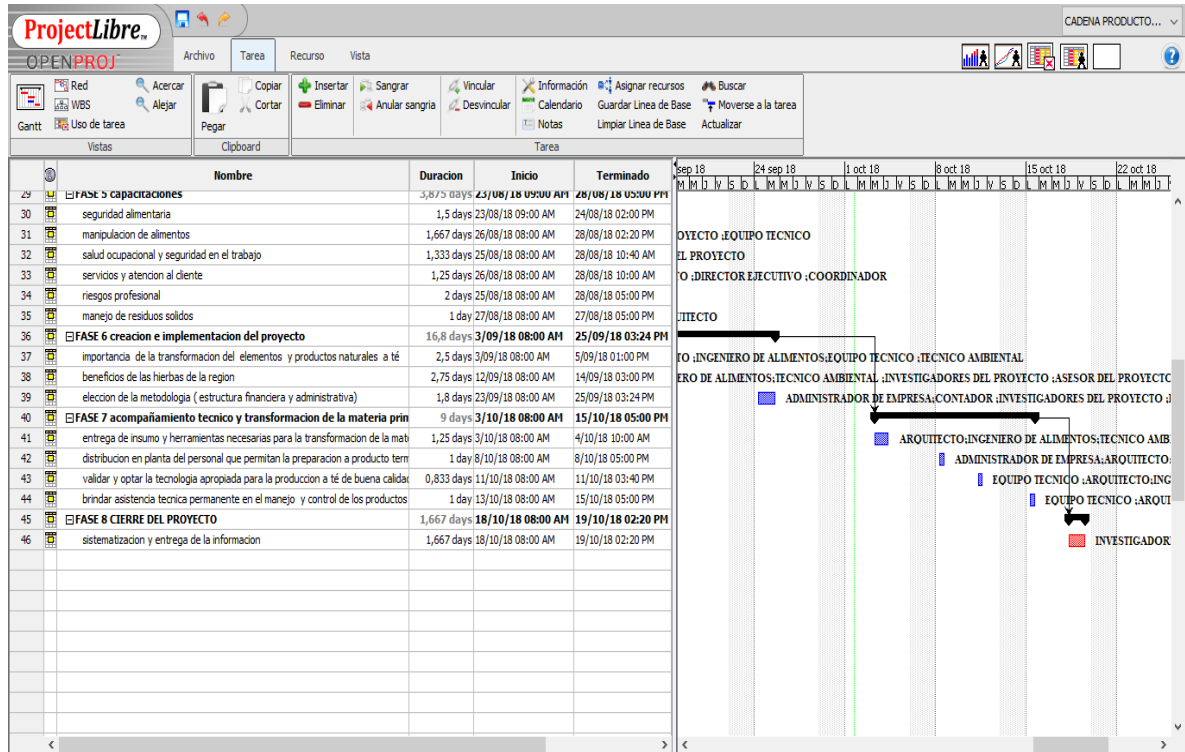 ProjectLibre™
OPENPROJ
CADENA PRODUCTO...
Archivo Tarea Recurso Vista
Red Acercar Copiar Insertar Sangrar Vincular Información Asignar recursos Buscar
WBS Alejar Cortar Eliminar Anular sangria Desvincular Calendario Guardar Linea de Base Moverse a la tarea
Gantt Uso de tarea Pegar Notas Limpiar Linea de Base Actualizar
Vistas Clipboard Tarea
Nombre Duracion Inicio Terminado
sep 18 24 sep 18 1 oct 18 8 oct 18 15 oct 18 22 oct 18
M M J V S D L M M J V S D L M M J V S D L M M J V S D L M M J V S D L M M J
29 FASE 5 capacitaciones 3,875 days 23/08/18 09:00 AM 28/08/18 05:00 PM
30 seguridad alimentaria 1,5 days 23/08/18 09:00 AM 24/08/18 02:00 PM
31 manipulacion de alimentos 1,667 days 26/08/18 08:00 AM 28/08/18 02:20 PM OYECTO ;EQUIPO TECNICO
32 salud ocupacional y seguridad en el trabajo 1,333 days 25/08/18 08:00 AM 28/08/18 10:40 AM EL PROYECTO
33 servicios y atencion al cliente 1,25 days 26/08/18 08:00 AM 28/08/18 10:00 AM O ;DIRECTOR EJECUTIVO ;COORDINADOR
34 riesgos profesional 2 days 25/08/18 08:00 AM 28/08/18 05:00 PM
35 manejo de residuos solidos 1 day 27/08/18 08:00 AM 27/08/18 05:00 PM UITECTO
36 FASE 6 creacion e implementacion del proyecto 16,8 days 3/09/18 08:00 AM 25/09/18 03:24 PM
37 importancia de la transformacion del elementos y productos naturales a té 2,5 days 3/09/18 08:00 AM 5/09/18 01:00 PM TO ;INGENIERO DE ALIMENTOS;EQUIPO TECNICO ;TECNICO AMBIENTAL
38 beneficios de las hierbas de la region 2,75 days 12/09/18 08:00 AM 14/09/18 03:00 PM ERO DE ALIMENTOS;TECNICO AMBIENTAL ;INVESTIGADORES DEL PROYECTO ;ASESOR DEL PROYECTO
39 eleccion de la metodologia ( estructura financiera y administrativa) 1,8 days 23/09/18 08:00 AM 25/09/18 03:24 PM ADMINISTRADOR DE EMPRESA;CONTADOR ;INVESTIGADORES DEL PROYECTO ;
40 FASE 7 acompañamiento tecnico y transformacion de la materia prin 9 days 3/10/18 08:00 AM 15/10/18 05:00 PM
41 entrega de insumo y herramientas necesarias para la transformacion de la mat 1,25 days 3/10/18 08:00 AM 4/10/18 10:00 AM ARQUITECTO;INGENIERO DE ALIMENTOS;TECNICO AMB
42 distribucion en planta del personal que permitan la preparacion a producto term 1 day 8/10/18 08:00 AM 8/10/18 05:00 PM ADMINISTRADOR DE EMPRESA;ARQUITECTO;
43 validar y optar la tecnologia apropiada para la produccion a té de buena calidad 0,833 days 11/10/18 08:00 AM 11/10/18 03:40 PM EQUIPO TECNICO ;ARQUITECTO;ING
44 brindar asistencia tecnica permanente en el manejo y control de los productos 1 day 13/10/18 08:00 AM 15/10/18 05:00 PM EQUIPO TECNICO ;ARQUI
45 FASE 8 CIERRE DEL PROYECTO 1,667 days 18/10/18 08:00 AM 19/10/18 02:20 PM
46 sistematizacion y entrega de la informacion 1,667 days 18/10/18 08:00 AM 19/10/18 02:20 PM INVESTIGADOR